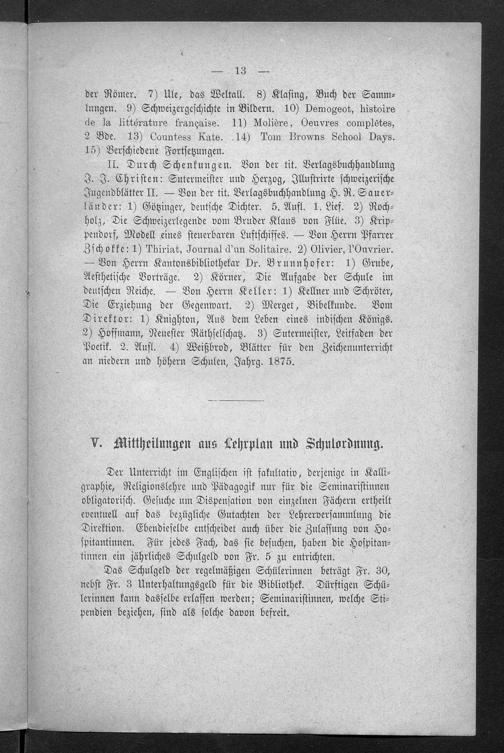 — 13 —
der Römer. 7) Ule, das Weltall. 8) Klasing, Buch der Samm-
lungen. 9) Schweizergeschichte in Bildern. 10) Demogeot, histoire
de la littérature française. 11) Molière, Oeuvres complètes,
2 Bde. 13) Countess Kate. 14) Tom Browns School Days.
15) Verschiedene Fortsetzungen.
II. Durch Schenkungen. Von der tit. Verlagsbuchhandlung
J. J. Christen: Sutermeister und Herzog, Illustrirte schweizerische
Jugendblätter II. — Von der tit. Verlagsbuchhandlung H. R. Sauer-
länder: 1) Götzinger, deutsche Dichter. 5. Aufl. 1. Lief. 2) Roch-
holz, Die Schweizerlegende vom Bruder Klaus von Flüe. 3) Krip-
pendorf, Modell eines steuerbaren Luftschiffes. — Von Herrn Pfarrer
Zschokke: 1) Thiriat, Journal d'un Solitaire. 2) Olivier, l'Ouvrier.
— Von Herrn Kantonsbibliothekar Dr. Brunnhofer: 1) Grube,
Aesthetische Vorträge. 2) Körner, Die Aufgabe der Schule im
deutschen Reiche. — Von Herrn Keller: 1) Kellner und Schröter,
Die Erziehung der Gegenwart. 2) Merget, Bibelkunde. Vom
Direktor: 1) Knighton, Aus dem Leben eines indischen Königs.
2) Hoffmann, Neuester Räthselschatz. 3) Sutermeister, Leitfaden der
Poetik. 2. Aufl. 4) Weißbrod, Blätter für den Zeichenunterricht
an niedern und höhern Schulen, Jahrg. 1875.
V. Mittheilungen aus Lehrplan und Schulordnung.
Der Unterricht im Englischen ist fakultativ, derjenige in Kalli-
graphie, Religionslehre und Pädagogik nur für die Seminaristinnen
obligatorisch. Gesuche um Dispensation von einzelnen Fächern ertheilt
eventuell auf das bezügliche Gutachten der Lehrerversammlung die
Direktion. Ebendieselbe entscheidet auch über die Zulassung von Ho-
spitantinnen. Für jedes Fach, das sie besuchen, haben die Hospitan-
tinnen ein jährliches Schulgeld von Fr. 5 zu entrichten.
Das Schulgeld der regelmäßigen Schülerinnen beträgt Fr. 30,
nebst Fr. 3 Unterhaltungsgeld für die Bibliothek. Dürftigen Schü-
lerinnen kann dasselbe erlassen werden; Seminaristinnen, welche Sti-
pendien beziehen, sind als solche davon befreit.